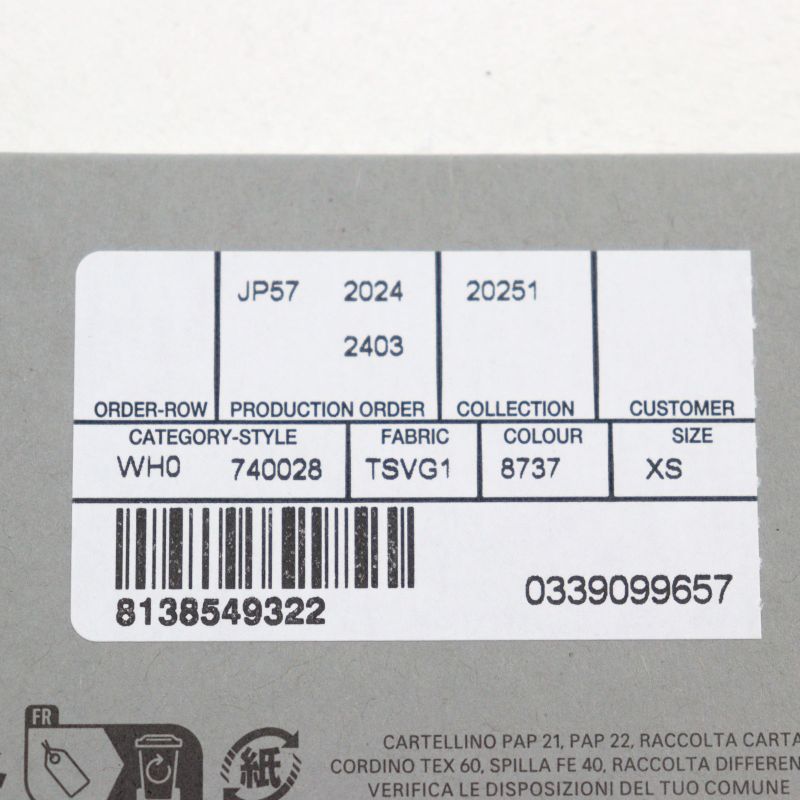 JP57 2024 20251
2403
ORDER-ROW PRODUCTION ORDER COLLECTION CUSTOMER
CATEGORY-STYLE FABRIC COLOUR SIZE
WH0 740028 TSVG1 8737 XS
8138549322
0339099657
FR
紙
CARTELLINO PAP 21, PAP 22, RACCOLTA CARTA
CORDINO TEX 60, SPILLA FE 40, RACCOLTA DIFFEREN
VERIFICA LE DISPOSIZIONI DEL TUO COMUNE